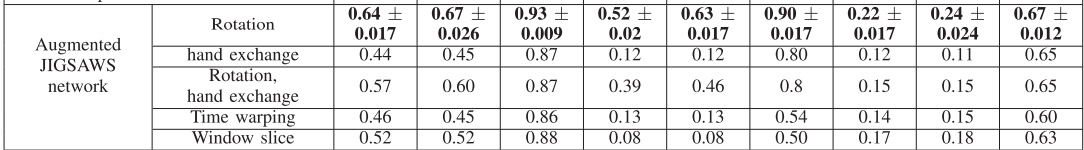 Augmented JIGSAWS network
Rotation 0.64 ± 0.017 0.67 ± 0.026 0.93 ± 0.009 0.52 ± 0.02 0.63 ± 0.017 0.90 ± 0.017 0.22 ± 0.017 0.24 ± 0.024 0.67 ± 0.012
hand exchange 0.44 0.45 0.87 0.12 0.12 0.80 0.12 0.11 0.65
Rotation, hand exchange 0.57 0.60 0.87 0.39 0.46 0.8 0.15 0.15 0.65
Time warping 0.46 0.45 0.86 0.13 0.13 0.54 0.14 0.15 0.60
Window slice 0.52 0.52 0.88 0.08 0.08 0.50 0.17 0.18 0.63